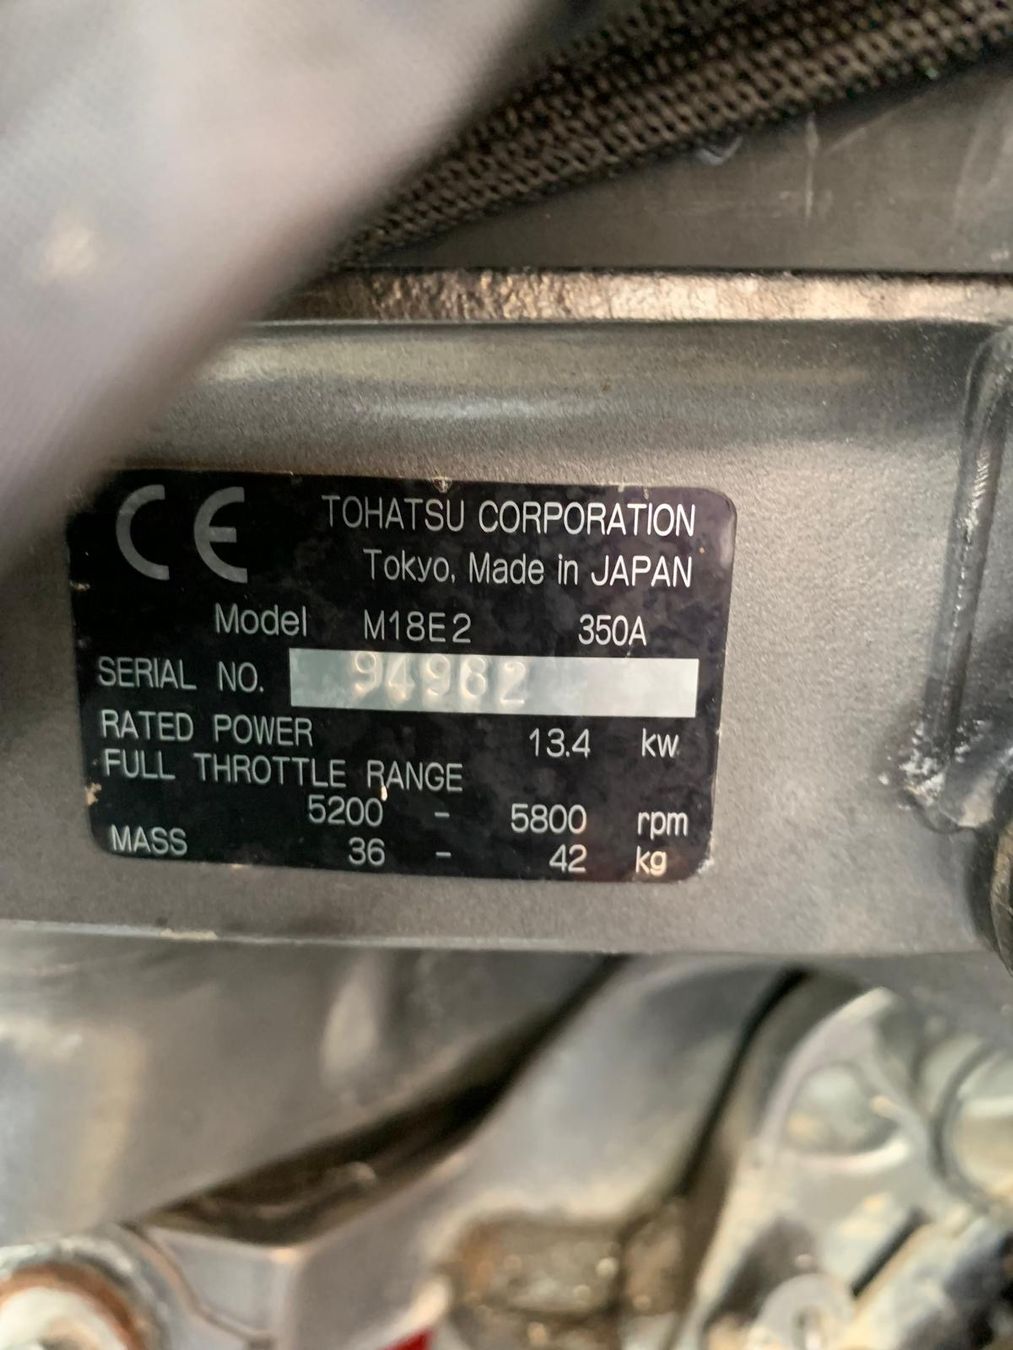 CE TOHATSU CORPORATION
Tokyo, Made in JAPAN
Model M18E2 350A
SERIAL NO. 94982
RATED POWER 13.4 kw
FULL THROTTLE RANGE
5200 - 5800 rpm
MASS 36 - 42 kg